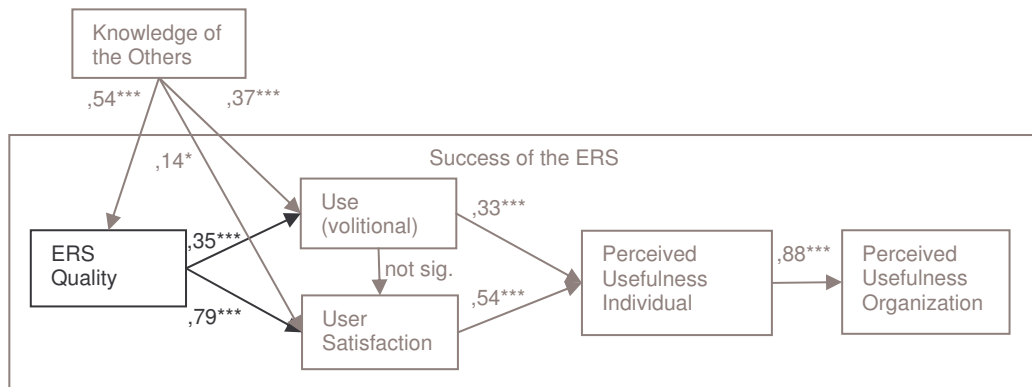 Knowledge of
the Others
,54***
,37***
,14*
Success of the ERS
Use
(volitional)
,33***
ERS
Quality
,35***
not sig.
Perceived
Usefulness
Individual
,88***
Perceived
Usefulness
Organization
,79***
User
Satisfaction
,54***